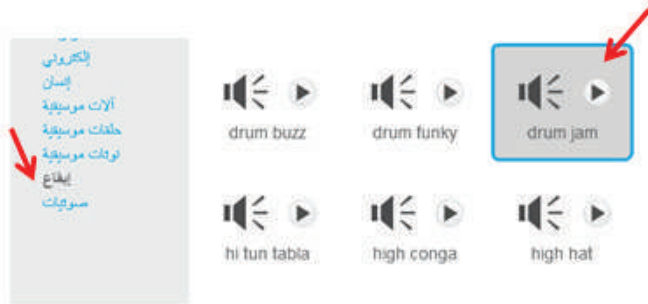 إلكتروني
إنسان
آلات موسيقية
حلقات موسيقية
نوتات موسيقية
إيقاع
صوتيات
drum buzz
drum funky
drum jam
hi tun tabla
high conga
high hat